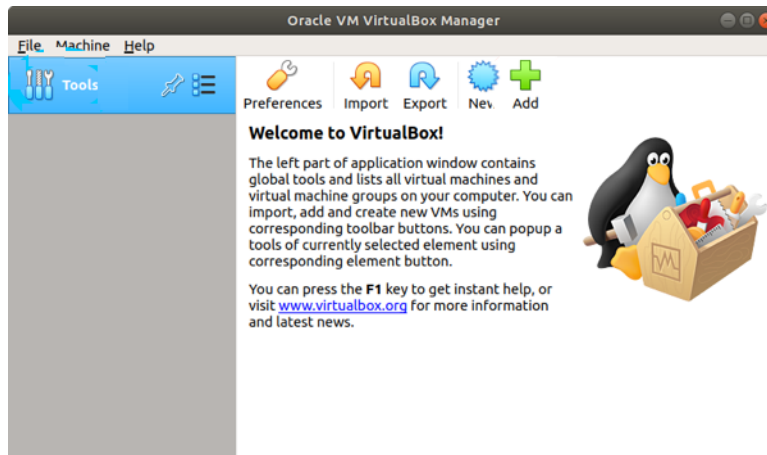 Oracle VM VirtualBox Manager
File Machine Help
Tools
Preferences Import Export New Add
Welcome to VirtualBox!
The left part of application window contains
global tools and lists all virtual machines and
virtual machine groups on your computer. You can
import, add and create new VMs using
corresponding toolbar buttons. You can popup a
tools of currently selected element using
corresponding element button.
You can press the F1 key to get instant help, or
visit www.virtualbox.org for more information
and latest news.